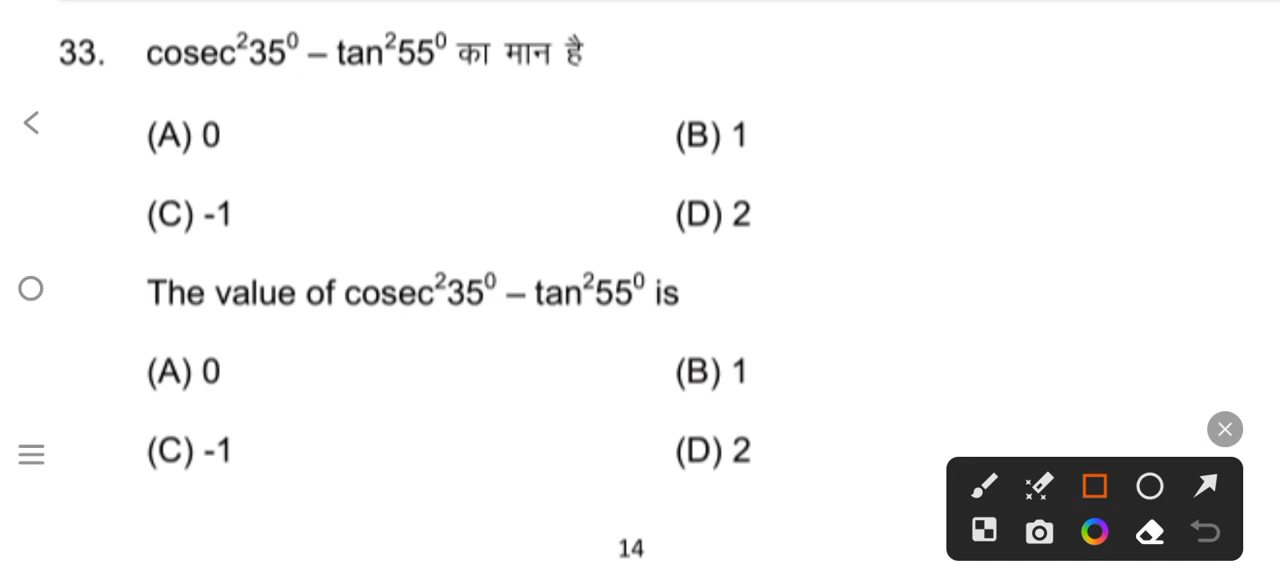 33. cosec²35⁰ – tan²55⁰ का मान है
(A) 0 (B) 1
(C) -1 (D) 2
The value of cosec²35⁰ – tan²55⁰ is
(A) 0 (B) 1
(C) -1 (D) 2
14